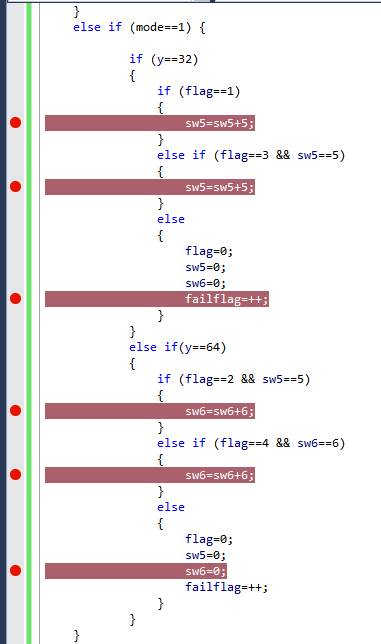 }
else if (mode==1) {
if (y==32)
{
if (flag==1)
{
sw5=sw5+5;
}
else if (flag==3 && sw5==5)
{
sw5=sw5+5;
}
else
{
flag=0;
sw5=0;
sw6=0;
failflag=++;
}
}
else if(y==64)
{
if (flag==2 && sw5==5)
{
sw6=sw6+6;
}
else if (flag==4 && sw6==6)
{
sw6=sw6+6;
}
else
{
flag=0;
sw5=0;
sw6=0;
failflag=++;
}
}
}